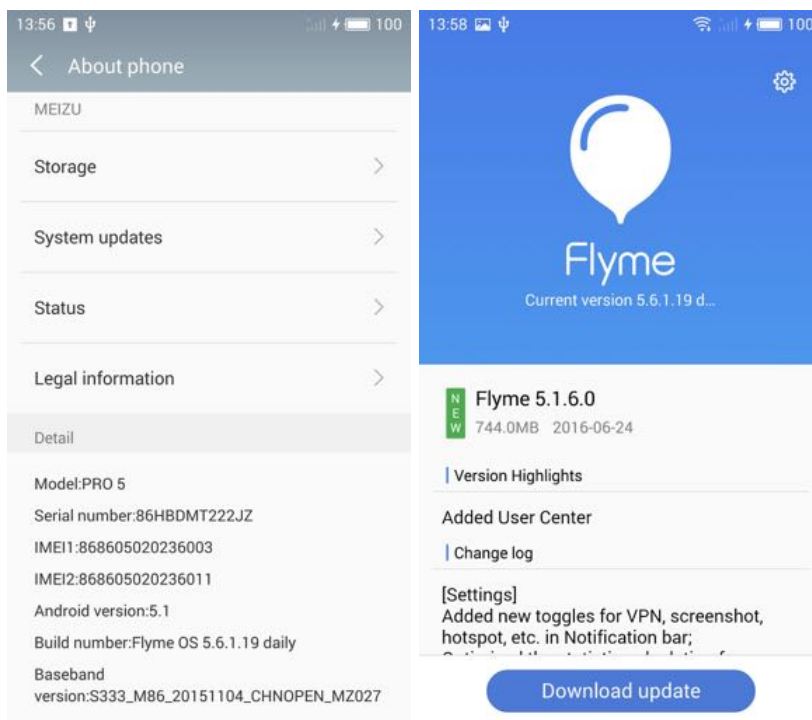 13:56
100
About phone
MEIZU
Storage
System updates
Status
Legal information
Detail
Model:PRO 5
Serial number:86HBDMT222JZ
IMEI1:868605020236003
IMEI2:868605020236011
Android version:5.1
Build number:Flyme OS 5.6.1.19 daily
Baseband
version:S333_M86_20151104_CHNOPEN_MZ027
13:58
100
Flyme
Current version 5.6.1.19 d...
NEW
Flyme 5.1.6.0
744.0MB 2016-06-24
Version Highlights
Added User Center
Change log
[Settings]
Added new toggles for VPN, screenshot,
hotspot, etc. in Notification bar;
Download update